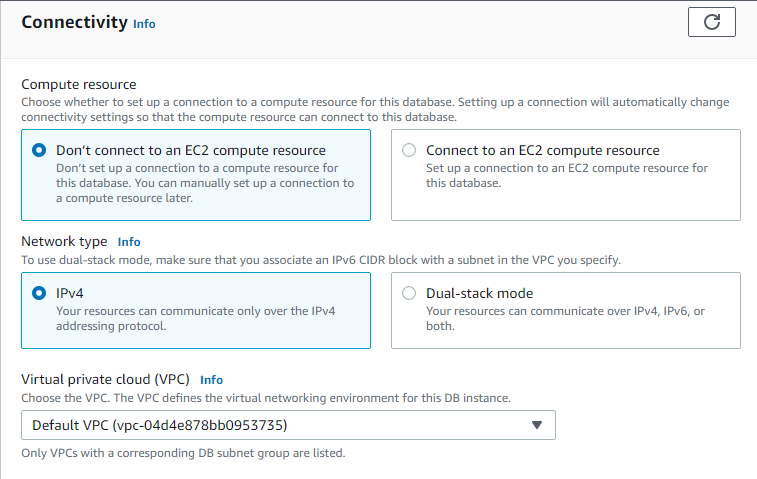 Connectivity Info
Compute resource
Choose whether to set up a connection to a compute resource for this database. Setting up a connection will automatically change
connectivity settings so that the compute resource can connect to this database.
Don't connect to an EC2 compute resource
Don't set up a connection to a compute resource for
this database. You can manually set up a connection to
a compute resource later.
Connect to an EC2 compute resource
Set up a connection to an EC2 compute resource for
this database.
Network type Info
To use dual-stack mode, make sure that you associate an IPv6 CIDR block with a subnet in the VPC you specify.
IPv4
Your resources can communicate only over the IPv4
addressing protocol.
Dual-stack mode
Your resources can communicate over IPv4, IPv6, or
both.
Virtual private cloud (VPC) Info
Choose the VPC. The VPC defines the virtual networking environment for this DB instance.
Default VPC (vpc-04d4e878bb0953735)
Only VPCs with a corresponding DB subnet group are listed.